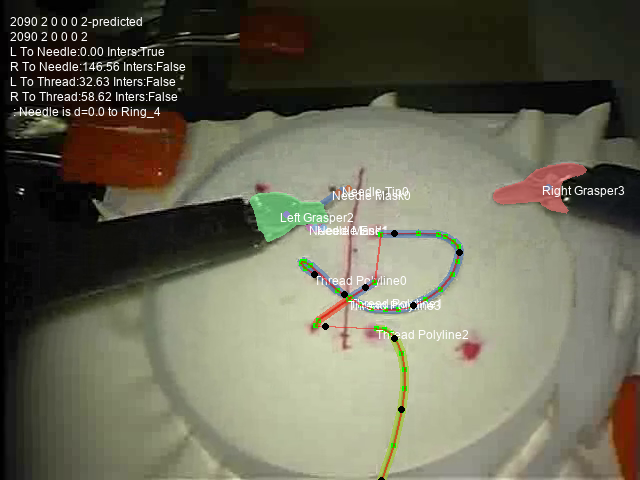 2090 2 0 0 0 2-predicted
2090 2 0 0 0 2
L To Needle:0.00 Inters:True
R To Needle:146.56 Inters:False
L To Thread:32.63 Inters:False
R To Thread:58.62 Inters:False
: Needle is d=0.0 to Ring_4
Needle Tip0
Needle Mask0
Right Grasper3
Left Grasper2
Thread Polyline0
Thread Polyline3
Thread Polyline2